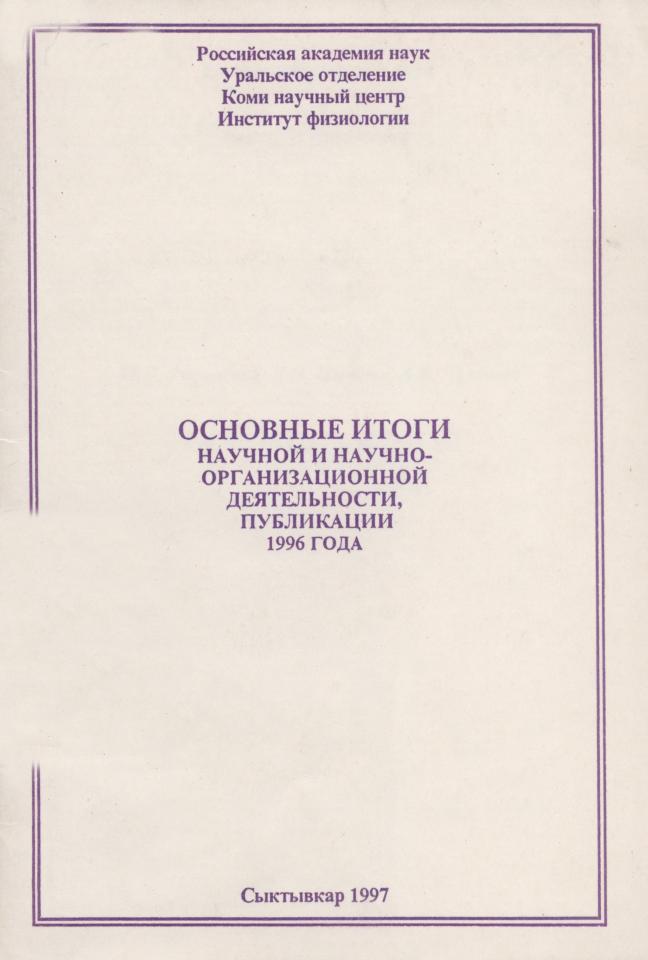 Российская академия наук
Уральское отделение
Коми научный центр
Институт физиологии
ОСНОВНЫЕ ИТОГИ
НАУЧНОЙ И НАУЧНО-
ОРГАНИЗАЦИОННОЙ
ДЕЯТЕЛЬНОСТИ,
ПУБЛИКАЦИИ
1996 ГОДА
Сыктывкар 1997